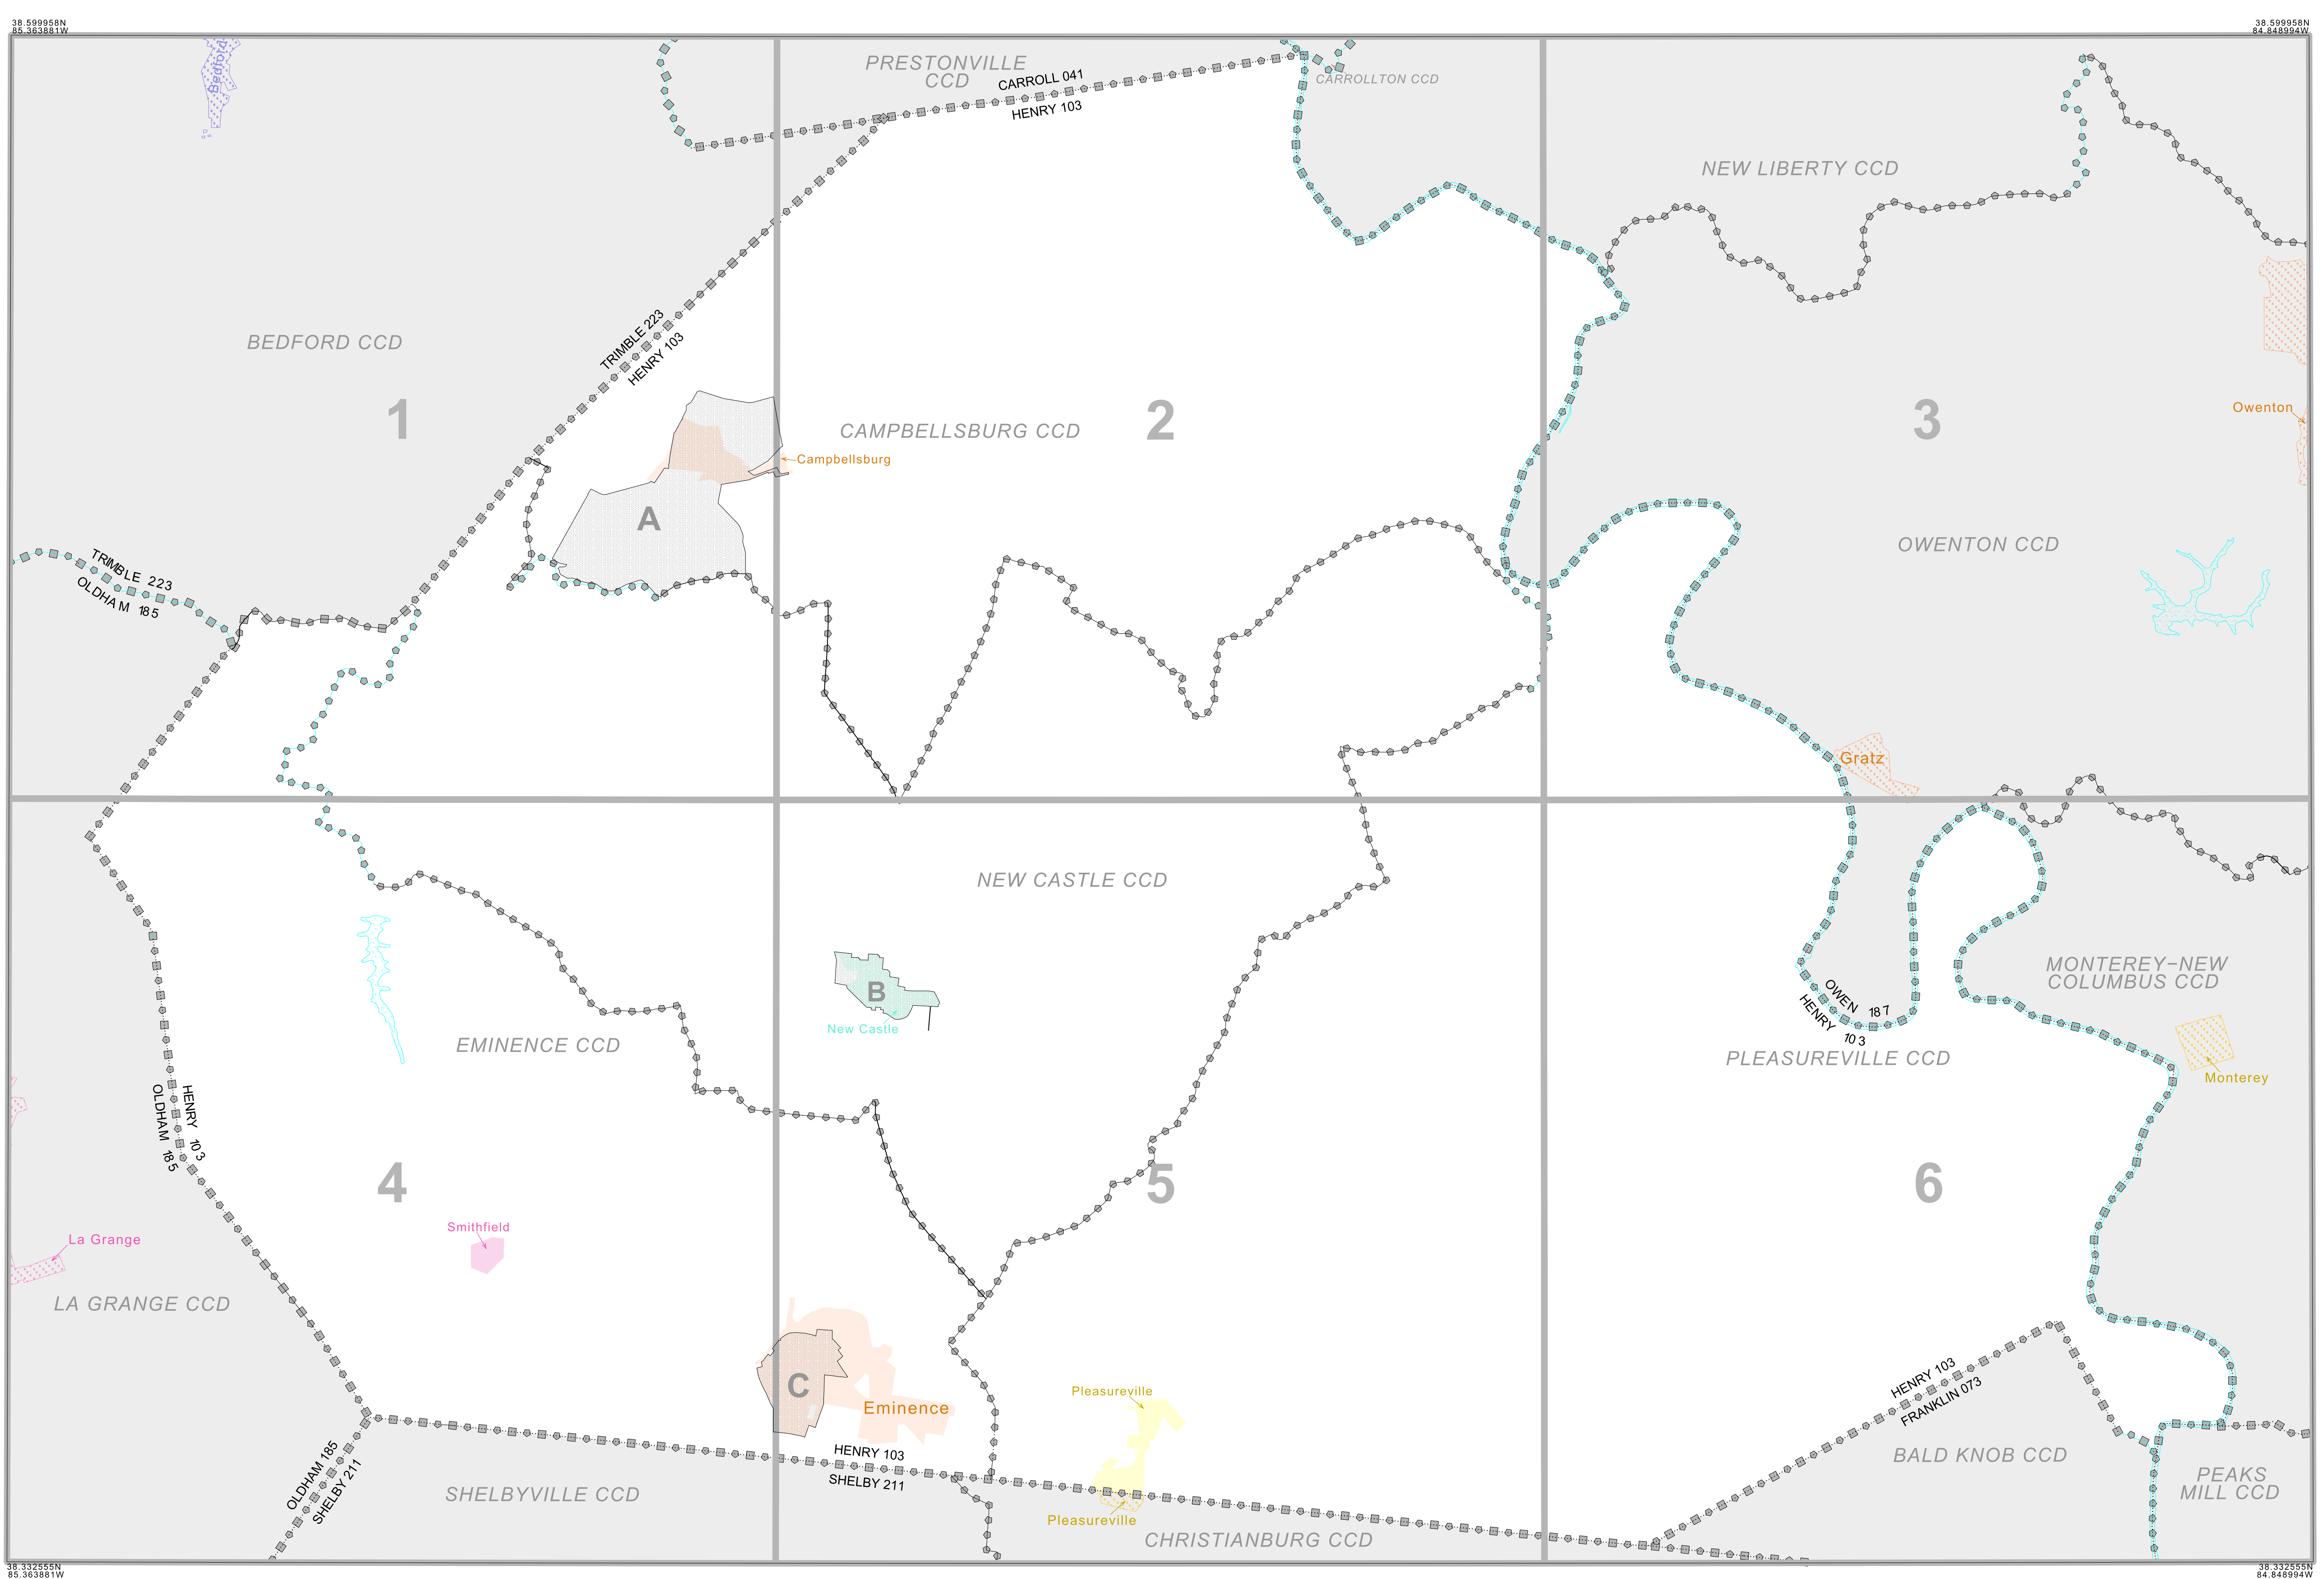 38.599958N
85.363881W
38.599958N
84.848994W
Bedford
PRESTONVILLE
CCD
CARROLL 041
HENRY 103
CARROLLTON CCD
NEW LIBERTY CCD
BEDFORD CCD
TRIMBLE 223
HENRY 103
1
2
3
CAMPBELLSBURG CCD
Campbellsburg
Owenton
A
OWENTON CCD
TRIMBLE 223
OLDHAM 185
Gratz
NEW CASTLE CCD
B
New Castle
MONTEREY-NEW
COLUMBUS CCD
OWEN 187
HENRY 103
EMINENCE CCD
PLEASUREVILLE CCD
Monterey
HENRY 103
OLDHAM 185
4
5
6
Smithfield
La Grange
LA GRANGE CCD
C
Eminence
Pleasureville
HENRY 103
FRANKLIN 073
HENRY 103
SHELBY 211
OLDHAM 185
SHELBY 211
SHELBYVILLE CCD
Pleasureville
CHRISTIANBURG CCD
BALD KNOB CCD
PEAKS
MILL CCD
38.332555N
85.363881W
38.332555N
84.848994W